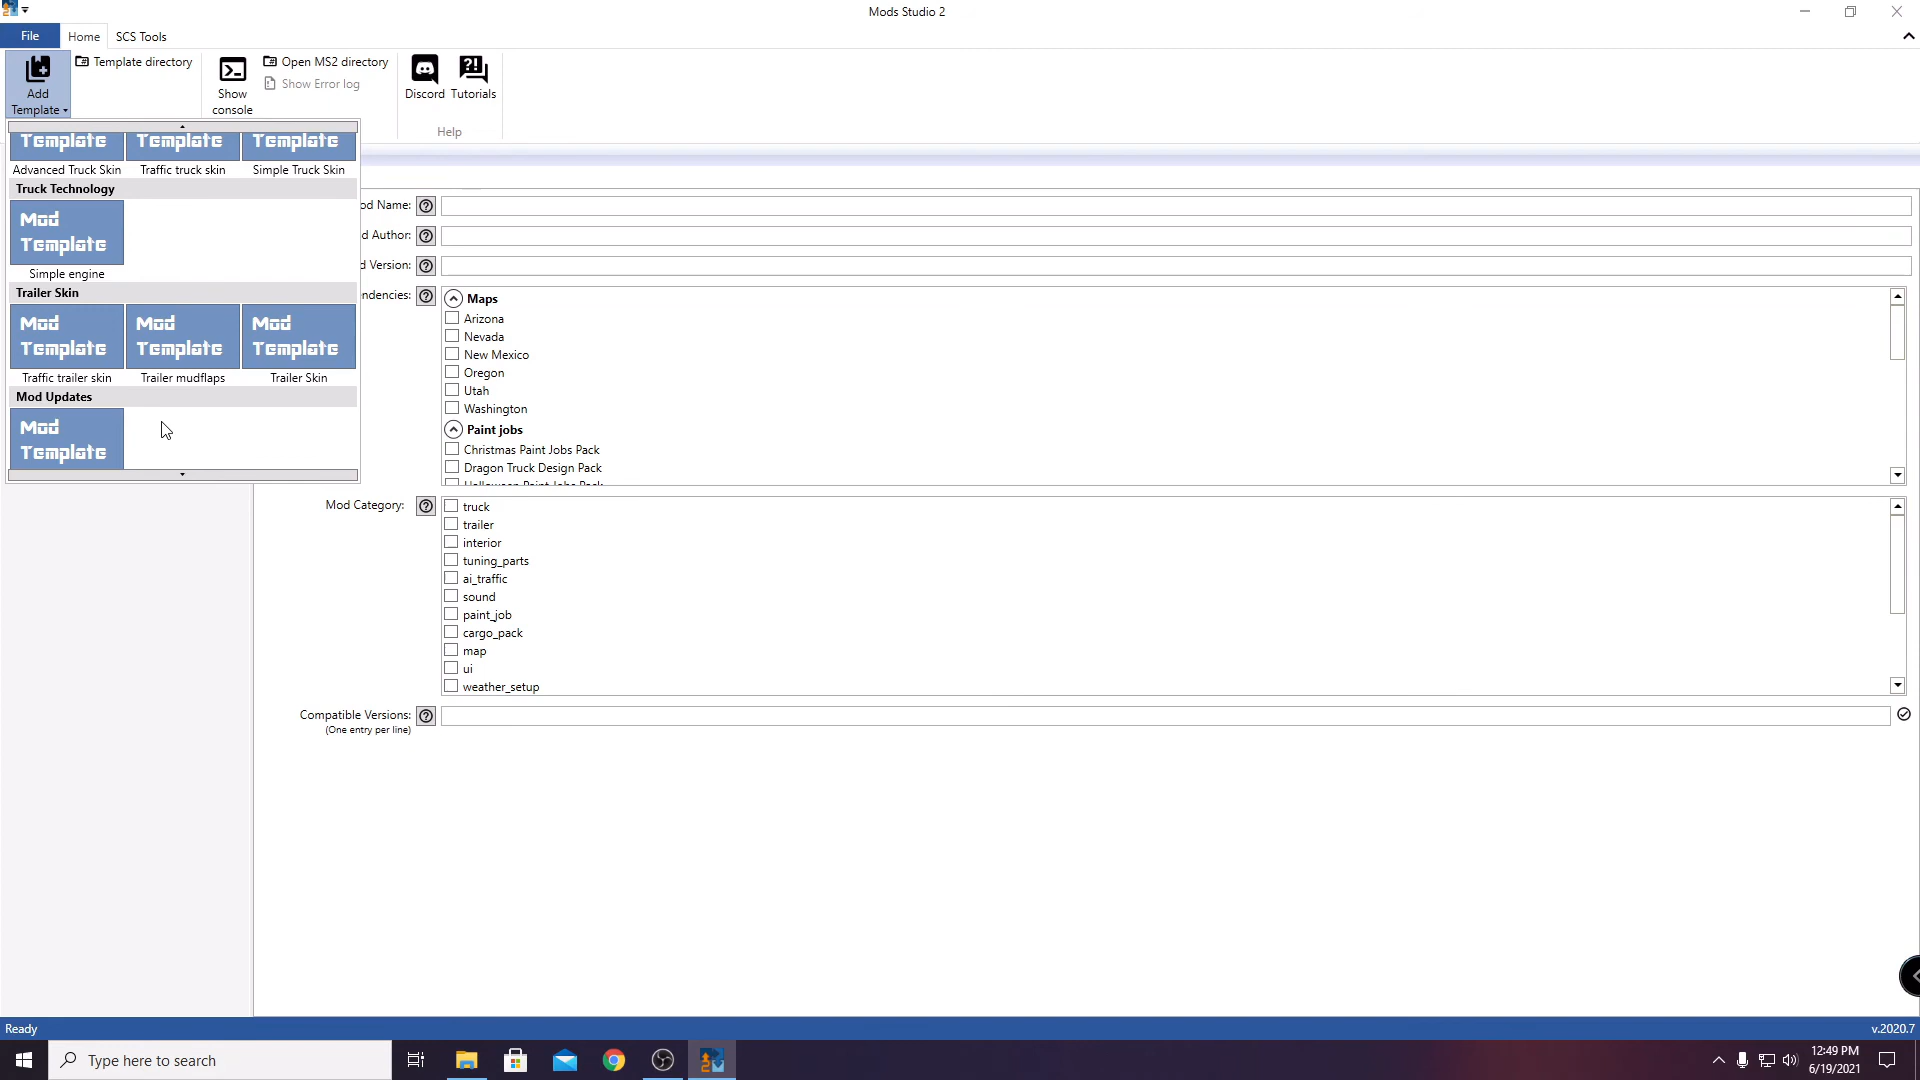 Mods Studio 2
File
Home
SCS Tools
Add
Template
Template directory
Show
console
Open MS2 directory
Show Error log
Discord
Tutorials
Help
Template
Template
Template
Advanced Truck Skin
Traffic truck skin
Simple Truck Skin
Truck Technology
Mod
Template
Simple engine
Trailer Skin
Mod
Template
Mod
Template
Mod
Template
Traffic trailer skin
Trailer mudflaps
Trailer Skin
Mod Updates
Mod
Template
od Name:
d Author:
d Version:
ndencies:
Maps
Arizona
Nevada
New Mexico
Oregon
Utah
Washington
Paint jobs
Christmas Paint Jobs Pack
Dragon Truck Design Pack
Halloween Paint Jobs Pack
Mod Category:
truck
trailer
interior
tuning_parts
ai_traffic
sound
paint_job
cargo_pack
map
ui
weather_setup
Compatible Versions:
(One entry per line)
Ready
v.2020.7
Type here to search
12:49 PM
6/19/2021